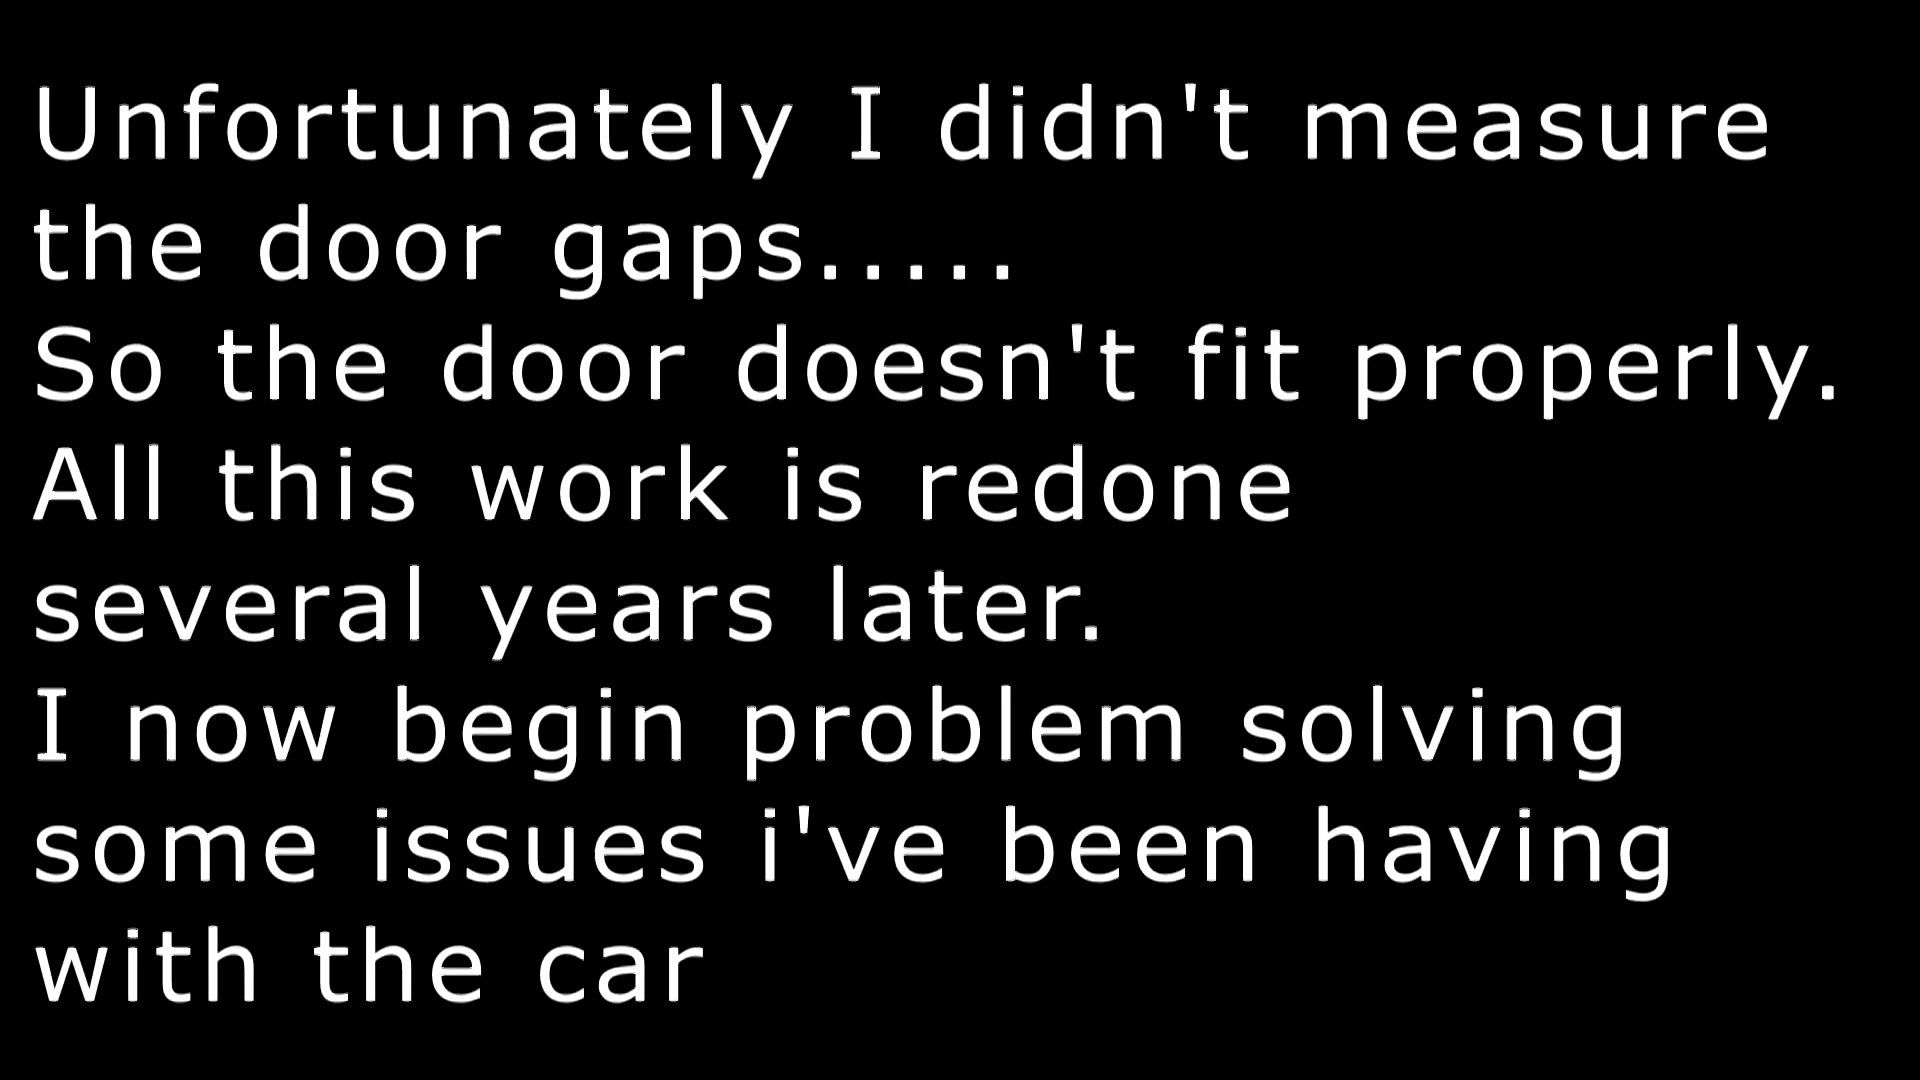 Unfortunately I didn't measure
the door gaps.....
So the door doesn't fit properly.
All this work is redone
several years later.
I now begin problem solving
some issues i've been having
with the car